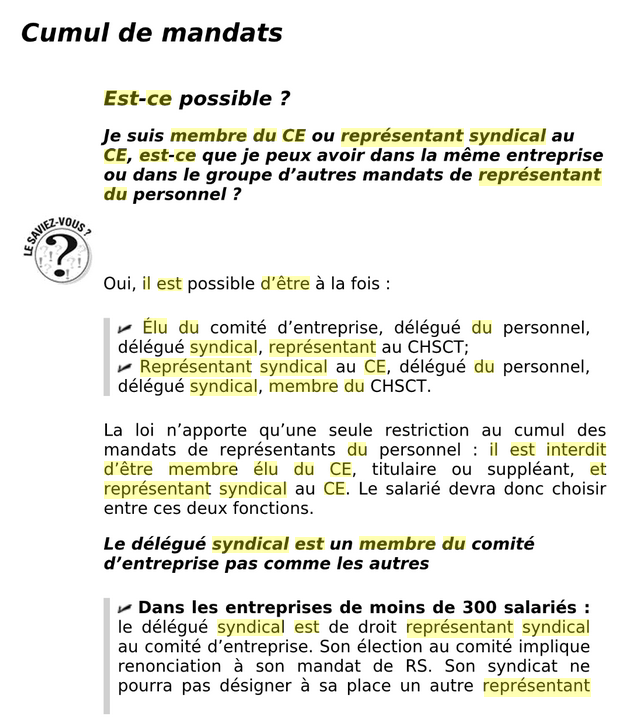 Cumul de mandats
Est-ce possible ?
Je suis membre du CE ou représentant syndical au
CE, est-ce que je peux avoir dans la même entreprise
ou dans le groupe d'autres mandats de représentant
du personnel ?
LE SAVIEZ-VOUS ?
?
Oui, il est possible d'être à la fois :
✔ Élu du comité d'entreprise, délégué du personnel,
délégué syndical, représentant au CHSCT;
✔ Représentant syndical au CE, délégué du personnel,
délégué syndical, membre du CHSCT.
La loi n'apporte qu'une seule restriction au cumul des
mandats de représentants du personnel : il est interdit
d'être membre élu du CE, titulaire ou suppléant, et
représentant syndical au CE. Le salarié devra donc choisir
entre ces deux fonctions.
Le délégué syndical est un membre du comité
d'entreprise pas comme les autres
✔ Dans les entreprises de moins de 300 salariés :
le délégué syndical est de droit représentant syndical
au comité d'entreprise. Son élection au comité implique
renonciation à son mandat de RS. Son syndicat ne
pourra pas désigner à sa place un autre représentant